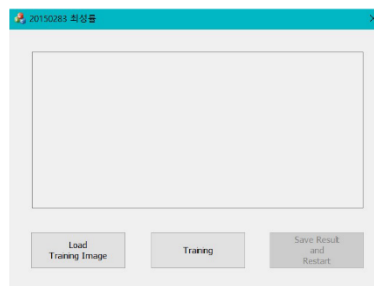 20150283 최성률
Load
Training Image
Training
Save Result
and
Restart